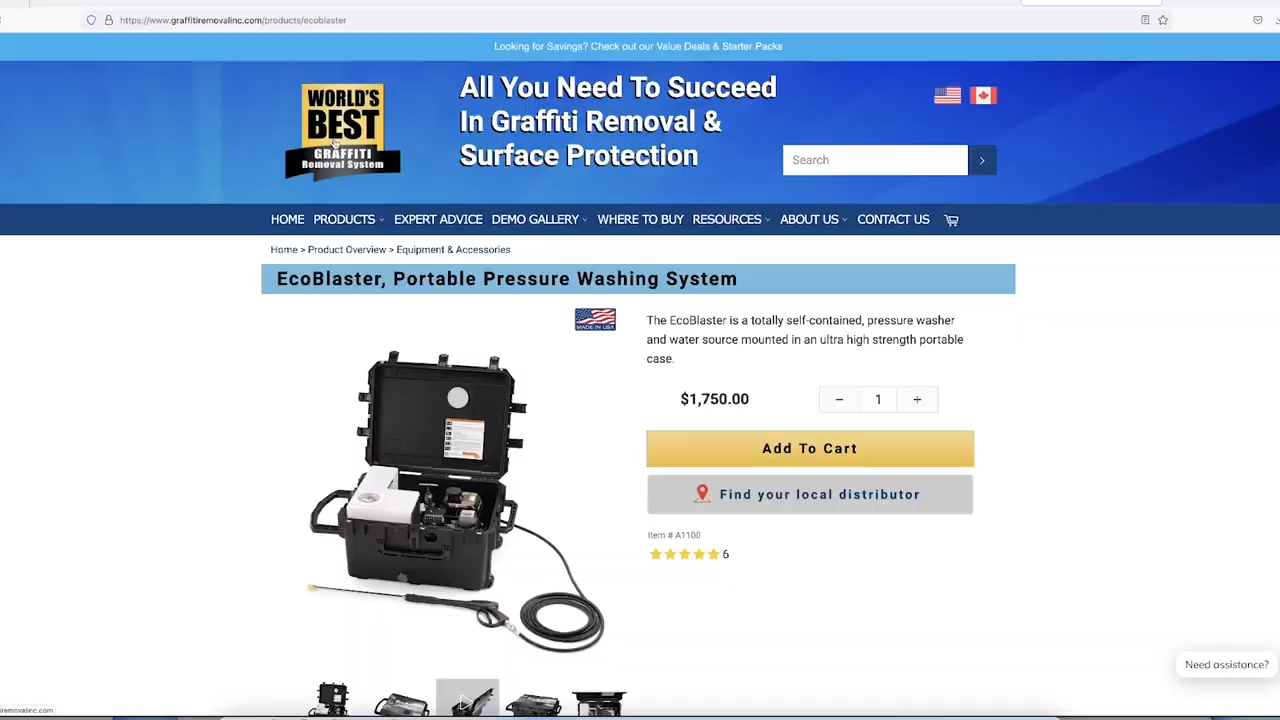 https://www.graffitiremovalinc.com/products/ecoblaster
Looking for Savings? Check out our Value Deals & Starter Packs
WORLD'S
BEST
GRAFFITI
Removal System
All You Need To Succeed
In Graffiti Removal &
Surface Protection
Search
HOME PRODUCTS EXPERT ADVICE DEMO GALLERY WHERE TO BUY RESOURCES ABOUT US CONTACT US
Home > Product Overview > Equipment & Accessories
EcoBlaster, Portable Pressure Washing System
MADE IN USA
The EcoBlaster is a totally self-contained, pressure washer
and water source mounted in an ultra high strength portable
case.
$1,750.00
− 1 +
Add To Cart
Find your local distributor
Item # A1100
6
Need assistance?
iremovalinc.com